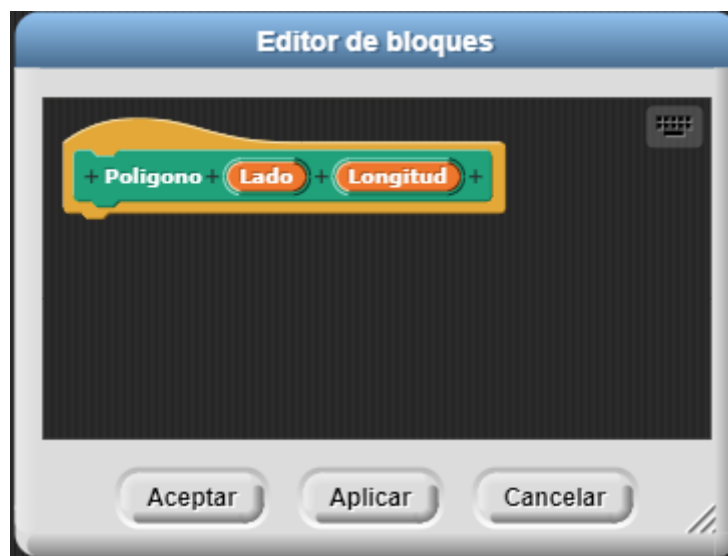 Editor de bloques
+ Poligono + Lado + Longitud +
Aceptar Aplicar Cancelar